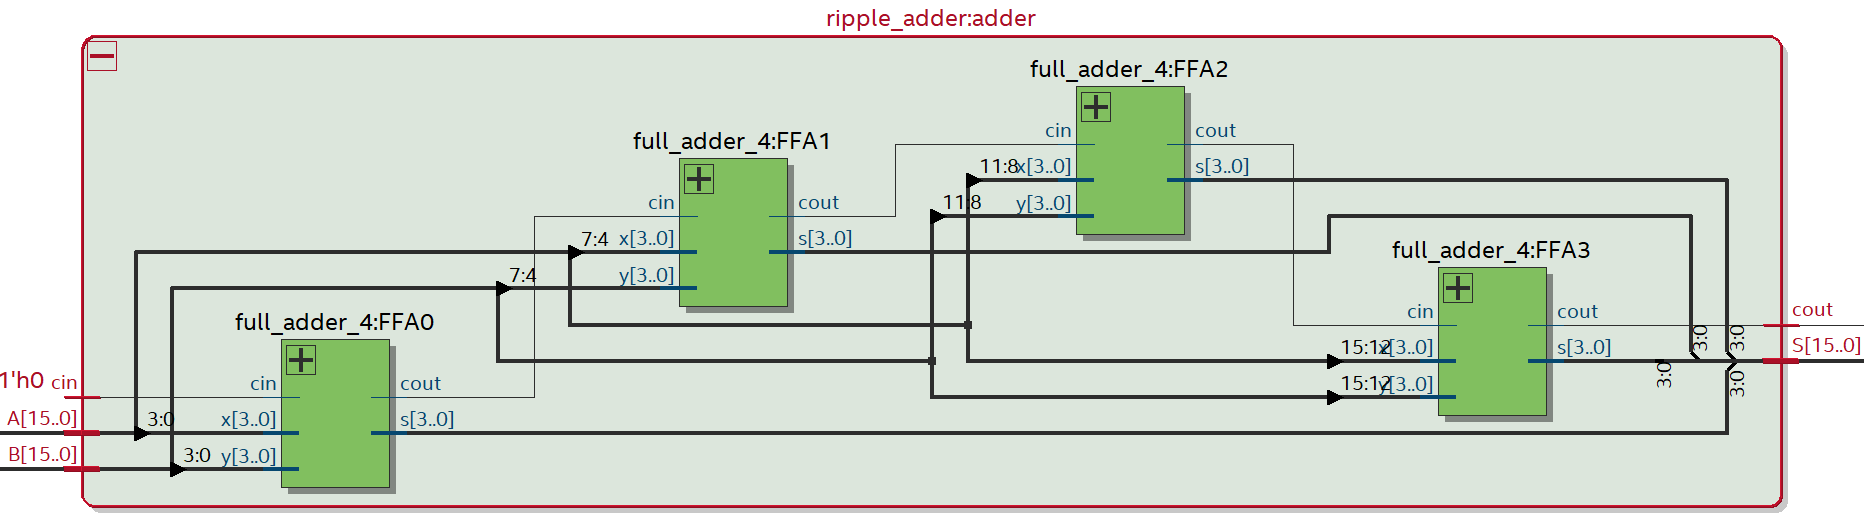 ripple_adder:adder
full_adder_4:FFA2
cin
cout
11:8
x[3..0]
s[3..0]
11:8
y[3..0]
full_adder_4:FFA1
cin
cout
7:4
x[3..0]
s[3..0]
7:4
y[3..0]
full_adder_4:FFA3
cin
cout
15:12
x[3..0]
s[3..0]
15:12
y[3..0]
3:0
3:0
3:0
3:0
cout
S[15..0]
full_adder_4:FFA0
1'h0
cin
cin
cout
A[15..0]
3:0
x[3..0]
s[3..0]
B[15..0]
3:0
y[3..0]